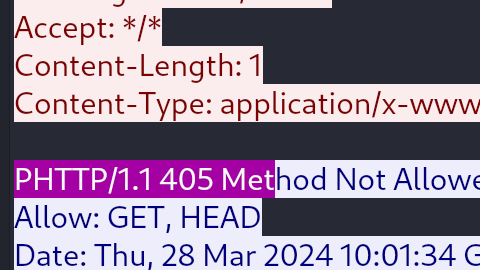 Accept: */*
Content-Length: 1
Content-Type: application/x-www
PHTTP/1.1 405 Method Not Allowe
Allow: GET, HEAD
Date: Thu, 28 Mar 2024 10:01:34 G